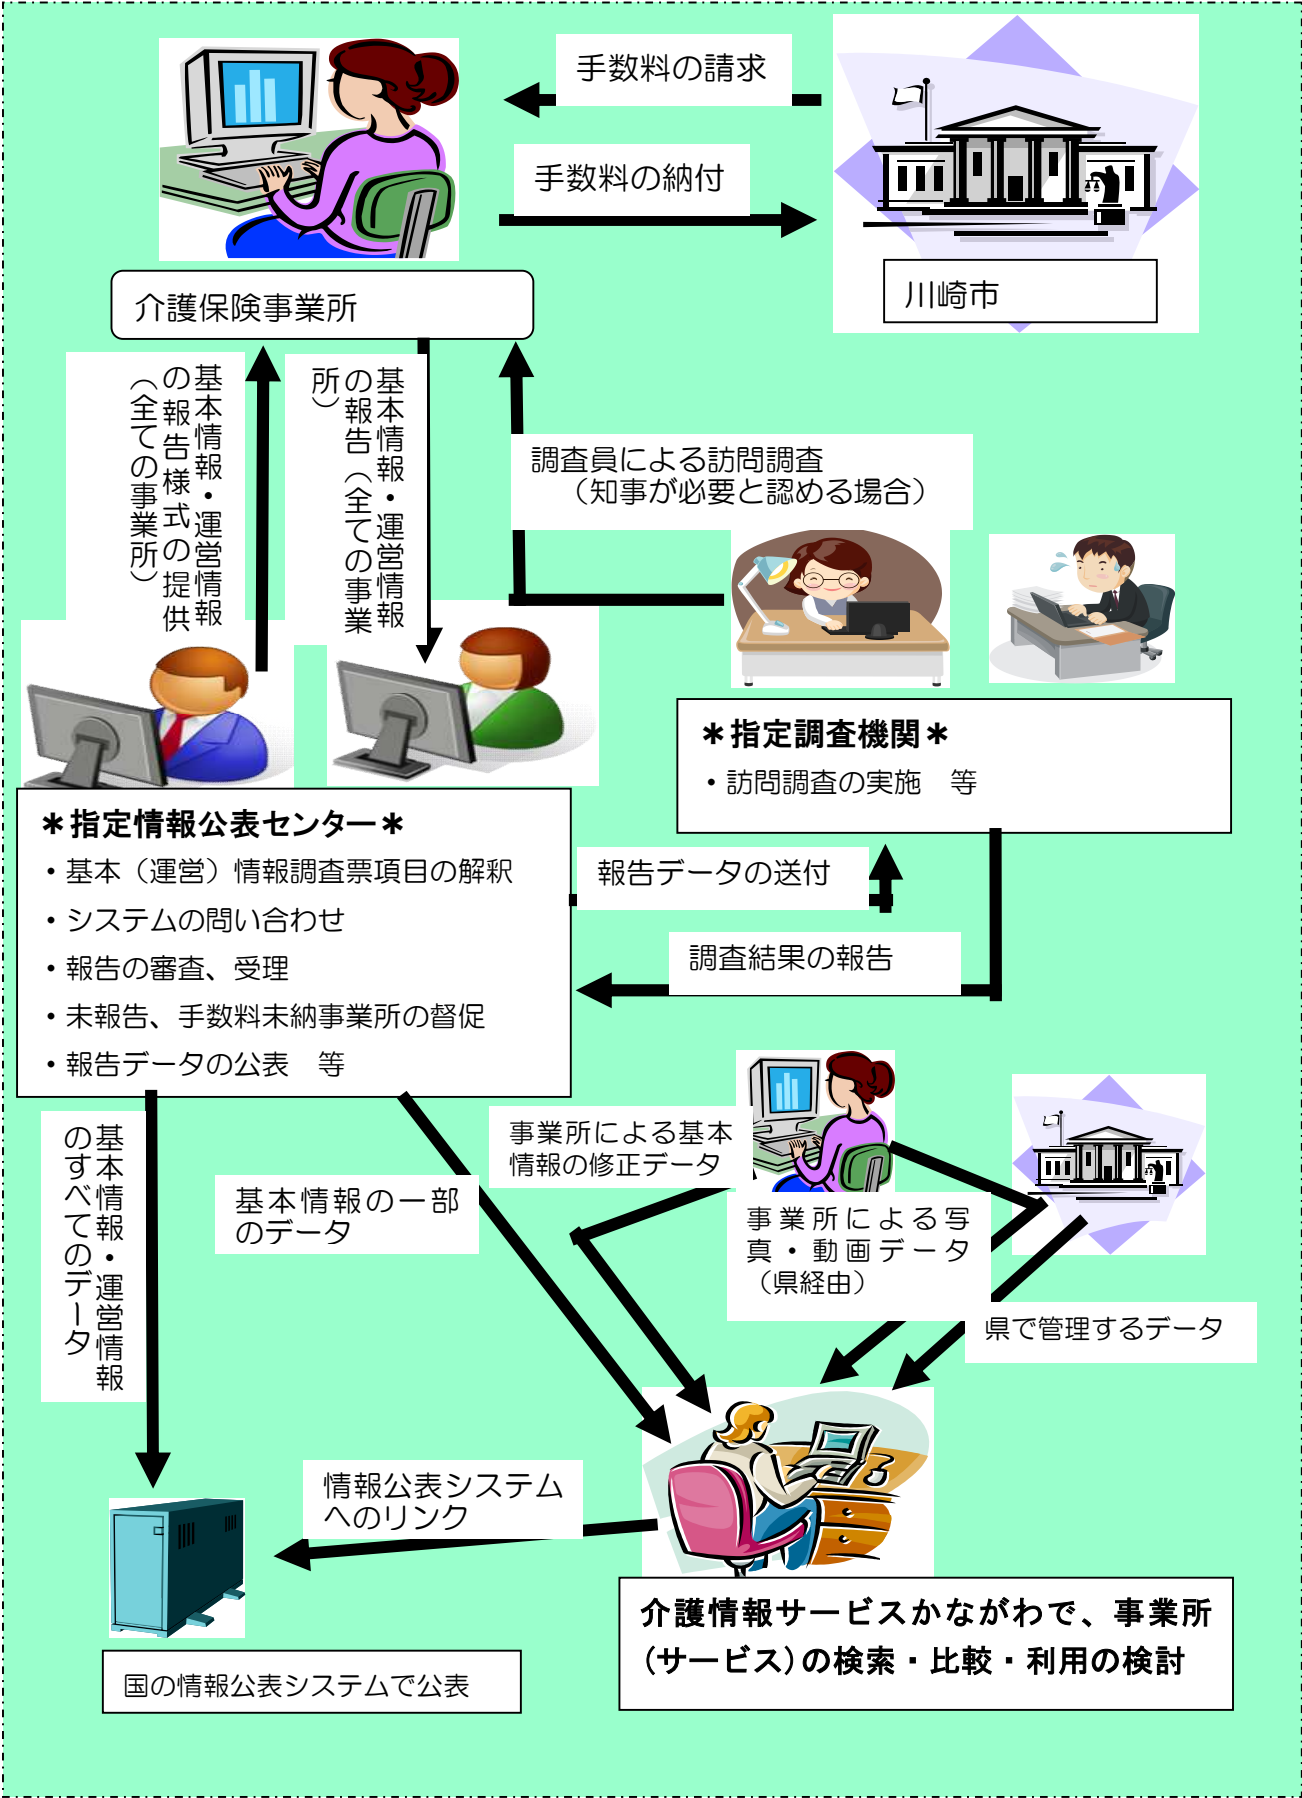 手数料の請求
手数料の納付
介護保険事業所
川崎市
基本情報・運営情報
の報告様式の提供
（全ての事業所）
基本情報・運営情報
の報告（全ての事業
所）
調査員による訪問調査
（知事が必要と認める場合）
＊指定調査機関＊
・訪問調査の実施　等
＊指定情報公表センター＊
・基本（運営）情報調査票項目の解釈
・システムの問い合わせ
・報告の審査、受理
・未報告、手数料未納事業所の督促
・報告データの公表　等
報告データの送付
調査結果の報告
基本情報・運営情報
のすべてのデータ
基本情報の一部
のデータ
事業所による基本
情報の修正データ
事業所による写
真・動画データ
（県経由）
県で管理するデータ
情報公表システム
へのリンク
国の情報公表システムで公表
介護情報サービスかながわで、事業所
(サービス)の検索・比較・利用の検討